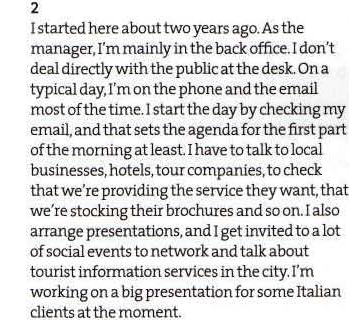 2
I started here about two years ago. As the
manager, I'm mainly in the back office. I don't
deal directly with the public at the desk. On a
typical day, I'm on the phone and the email
most of the time. I start the day by checking my
email, and that sets the agenda for the first part
of the morning at least. I have to talk to local
businesses, hotels, tour companies, to check
that we're providing the service they want, that
we're stocking their brochures and so on. I also
arrange presentations, and I get invited to a lot
of social events to network and talk about
tourist information services in the city. I'm
working on a big presentation for some Italian
clients at the moment.